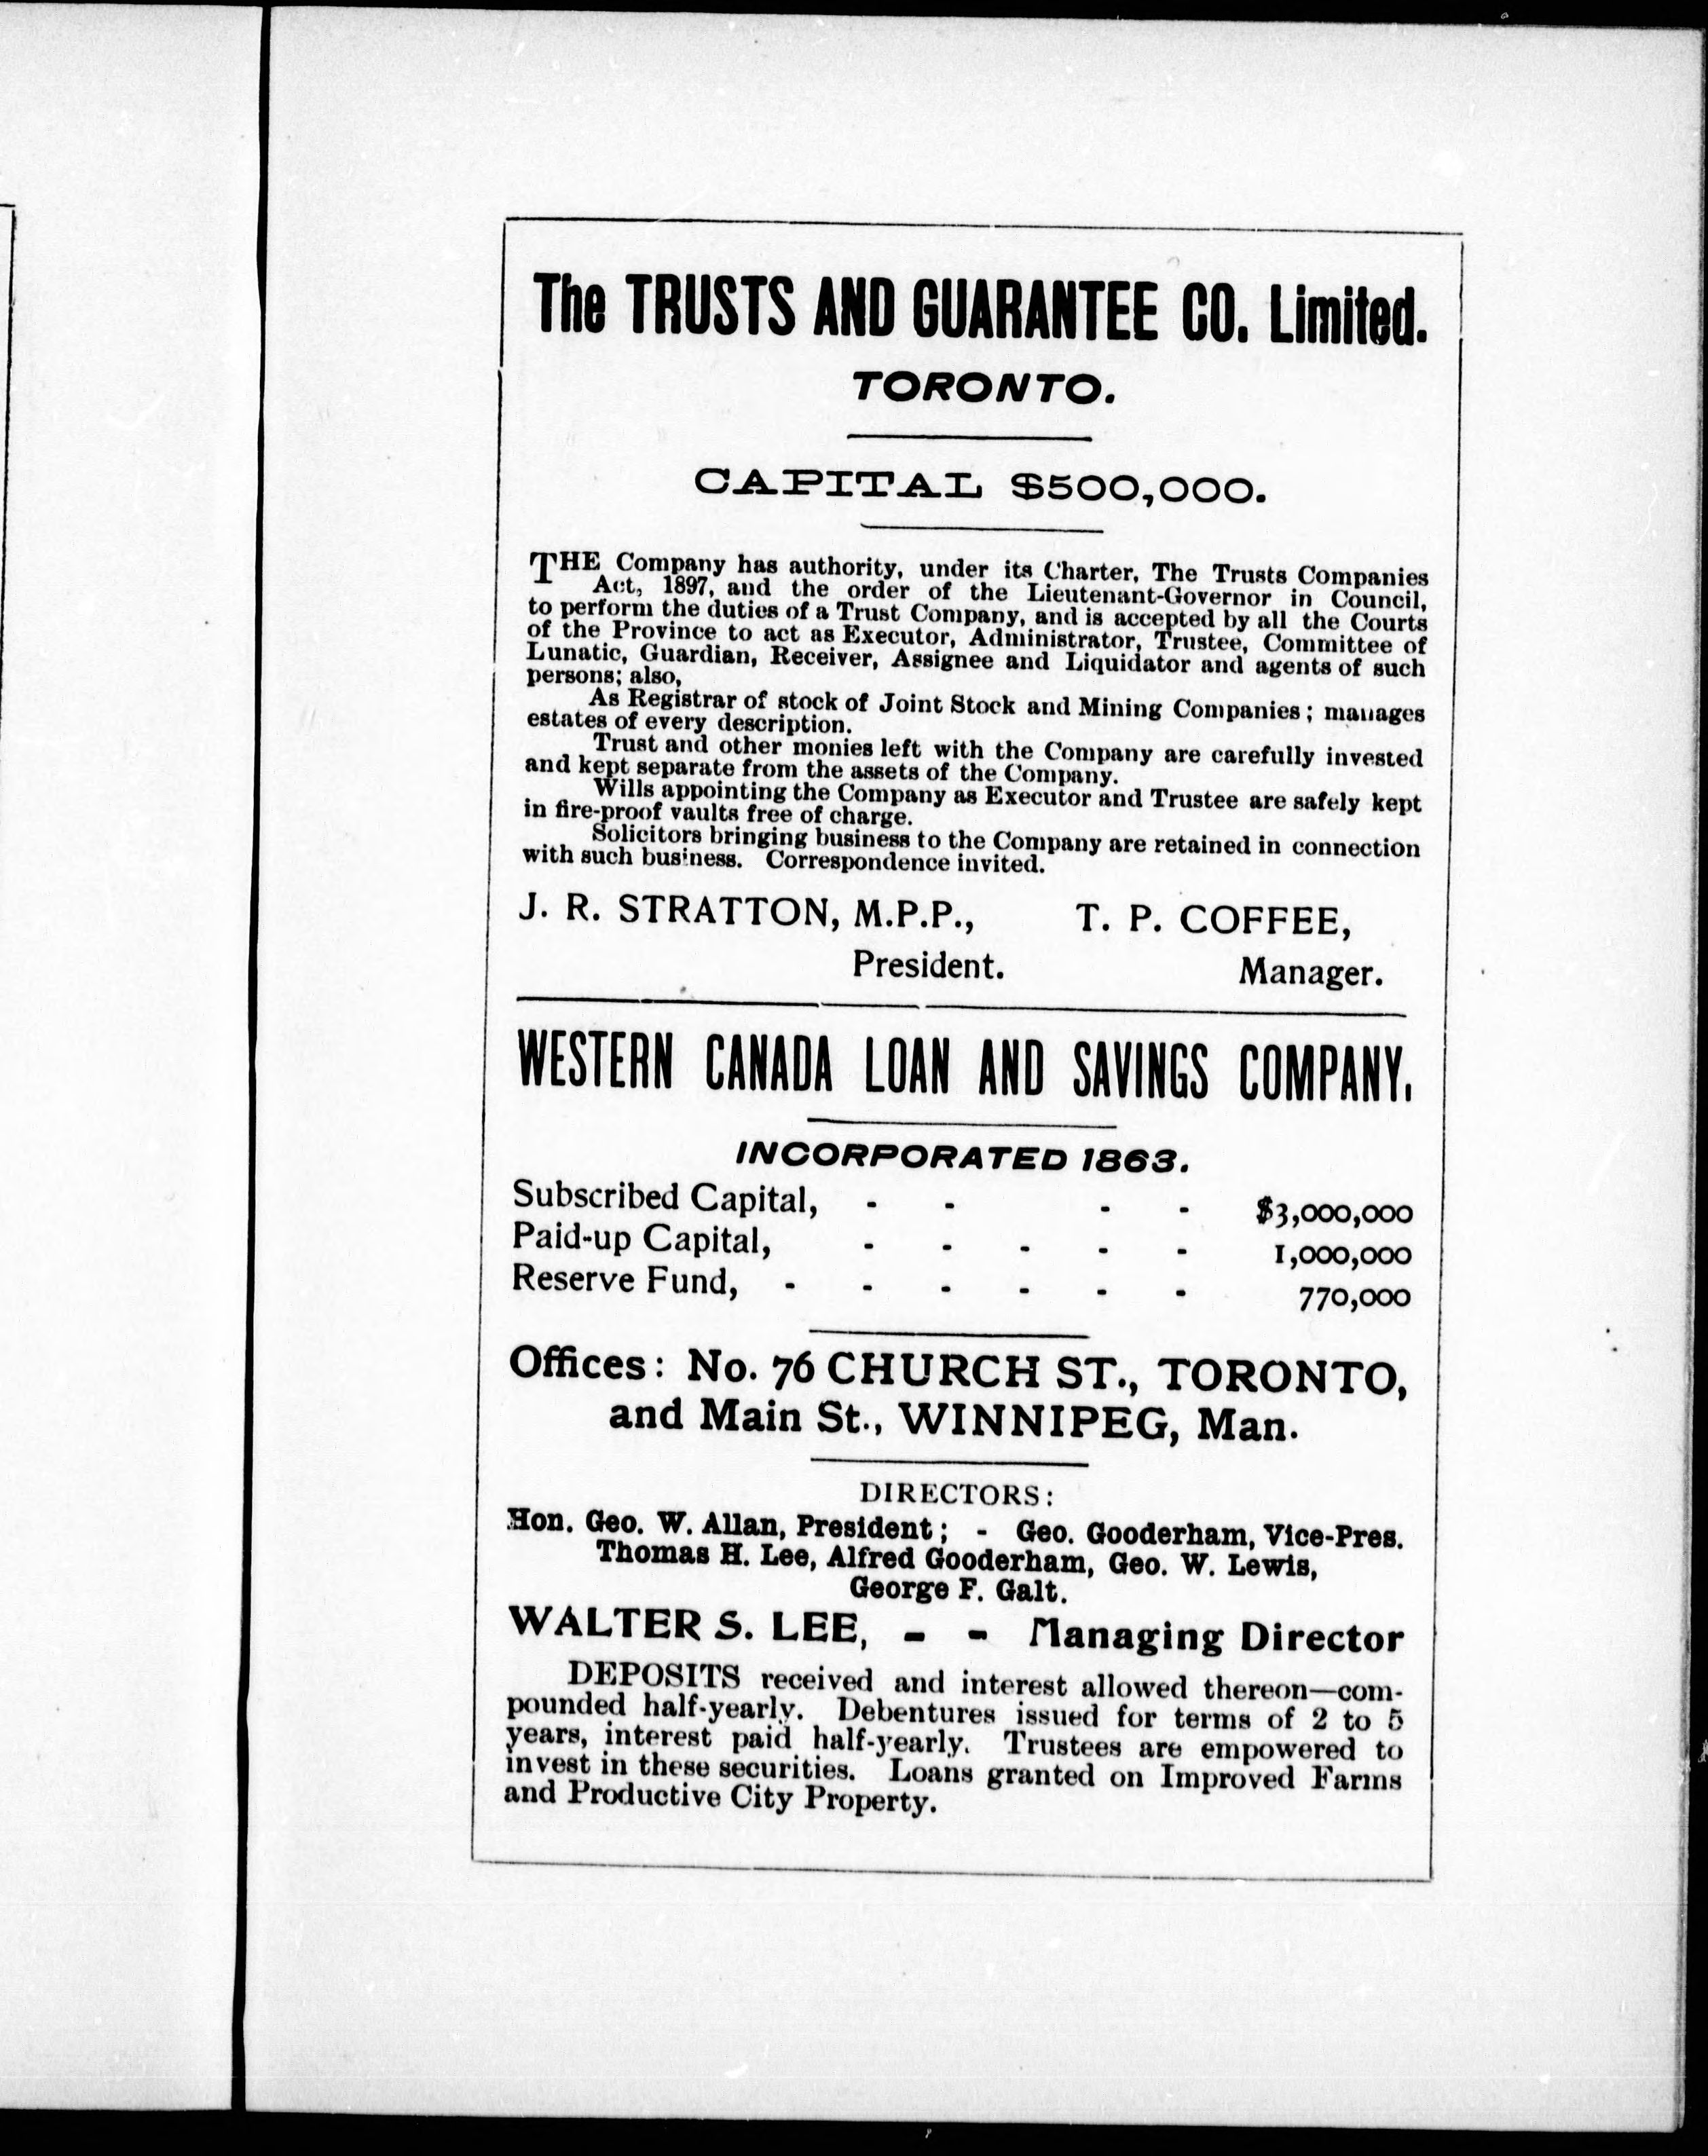 The TRUSTS AND GUARANTEE CO. Limited.
TORONTO.
CAPITAL $500,000.
THE Company has authority, under its Charter, The Trusts Companies
Act, 1897, and the order of the Lieutenant-Governor in Council,
to perform the duties of a Trust Company, and is accepted by all the Courts
of the Province to act as Executor, Administrator, Trustee, Committee of
Lunatic, Guardian, Receiver, Assignee and Liquidator and agents of such
persons; also,
As Registrar of stock of Joint Stock and Mining Companies; manages
estates of every description.
Trust and other monies left with the Company are carefully invested
and kept separate from the assets of the Company.
Wills appointing the Company as Executor and Trustee are safely kept
in fire-proof vaults free of charge.
Solicitors bringing business to the Company are retained in connection
with such business. Correspondence invited.
J. R. STRATTON, M.P.P., T. P. COFFEE,
President. Manager.
WESTERN CANADA LOAN AND SAVINGS COMPANY.
INCORPORATED 1863.
Subscribed Capital, - - - - $3,000,000
Paid-up Capital, - - - - - 1,000,000
Reserve Fund, - - - - - - 770,000
Offices: No. 76 CHURCH ST., TORONTO,
and Main St., WINNIPEG, Man.
DIRECTORS:
Hon. Geo. W. Allan, President; - Geo. Gooderham, Vice-Pres.
Thomas H. Lee, Alfred Gooderham, Geo. W. Lewis,
George F. Galt.
WALTER S. LEE, - - Managing Director
DEPOSITS received and interest allowed thereon—com-
pounded half-yearly. Debentures issued for terms of 2 to 5
years, interest paid half-yearly. Trustees are empowered to
invest in these securities. Loans granted on Improved Farms
and Productive City Property.